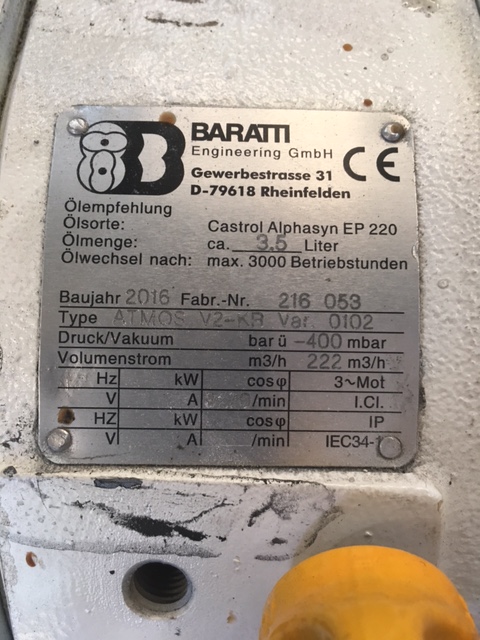 BARATTI
Engineering GmbH
CE
Gewerbestrasse 31
D-79618 Rheinfelden
Ölempfehlung
Ölsorte: Castrol Alphasyn EP 220
Ölmenge: ca. 3.5 Liter
Ölwechsel nach: max. 3000 Betriebstunden
Baujahr 2016 Fabr.-Nr. 216 053
Type ATMOS V2-KR Var. 0102
Druck/Vakuum bar ü -400 mbar
Volumenstrom m3/h 222 m3/h
Hz kW cosφ 3~Mot
V A /min I.Cl.
Hz kW cosφ IP
V A /min IEC34-1